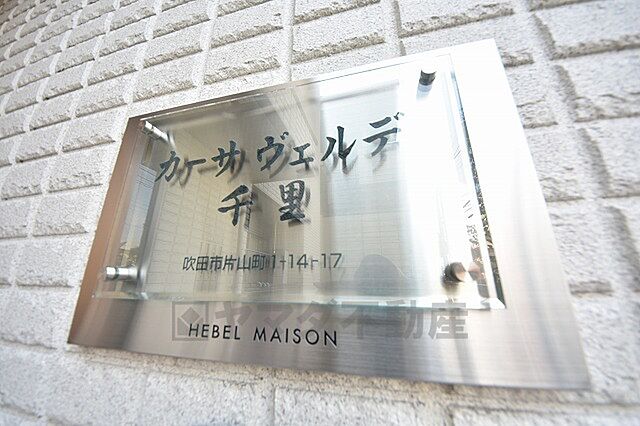 カーサヴェルデ
千里
吹田市片山町1-14-17
ヤマダ不動産
HEBEL MAISON